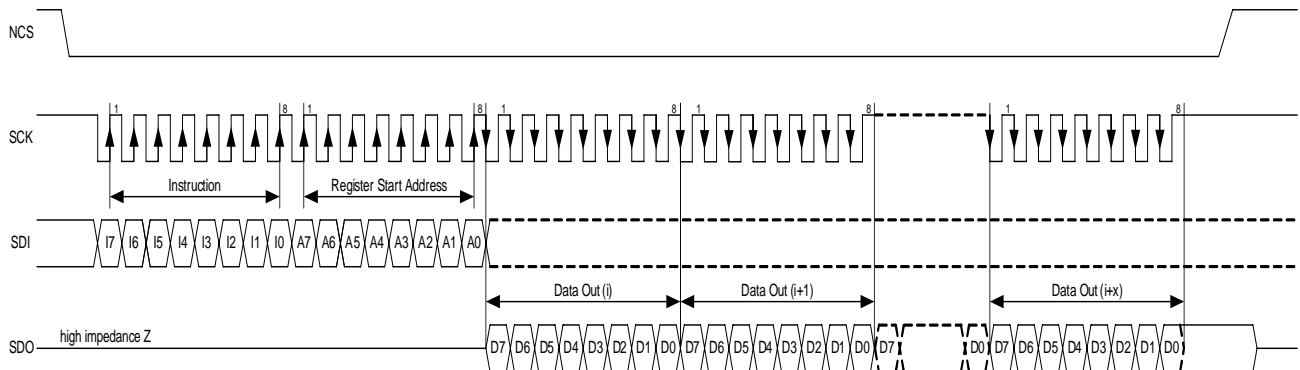 NCS
1 8 1 8 1 8 1 8 1 8
SCK
Instruction Register Start Address
SDI I7 I6 I5 I4 I3 I2 I1 I0 A7 A6 A5 A4 A3 A2 A1 A0
Data Out (i) Data Out (i+1) Data Out (i+x)
high impedance Z
SDO D7 D6 D5 D4 D3 D2 D1 D0 D7 D6 D5 D4 D3 D2 D1 D0 D7 D0 D7 D6 D5 D4 D3 D2 D1 D0